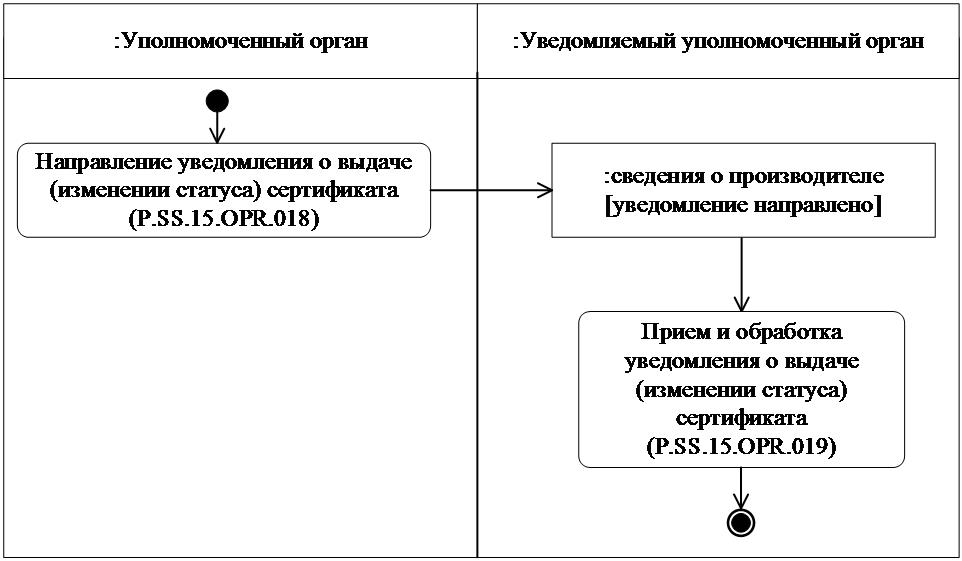 :Уполномоченный орган
:Уведомляемый уполномоченный орган
Направление уведомления о выдаче
(изменении статуса) сертификата
(P.SS.15.OPR.018)
:сведения о производителе
[уведомление направлено]
Прием и обработка
уведомления о выдаче
(изменении статуса)
сертификата
(P.SS.15.OPR.019)